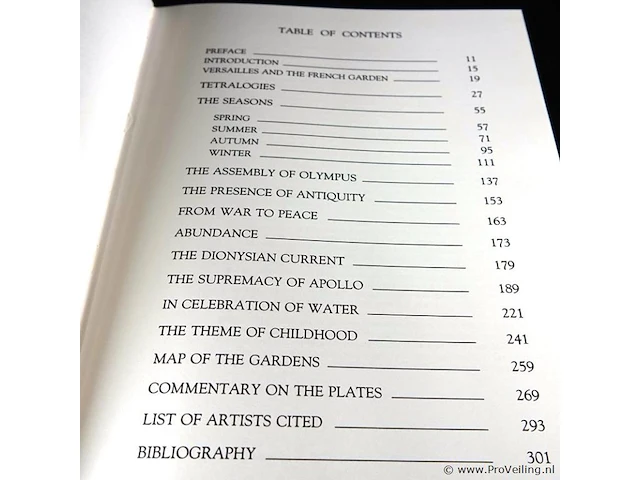 TABLE OF CONTENTS
PREFACE 11
INTRODUCTION 15
VERSAILLES AND THE FRENCH GARDEN 19
TETRALOGIES 27
THE SEASONS 55
SPRING 57
SUMMER 71
AUTUMN 95
WINTER 111
THE ASSEMBLY OF OLYMPUS 137
THE PRESENCE OF ANTIQUITY 153
FROM WAR TO PEACE 163
ABUNDANCE 173
THE DIONYSIAN CURRENT 179
THE SUPREMACY OF APOLLO 189
IN CELEBRATION OF WATER 221
THE THEME OF CHILDHOOD 241
MAP OF THE GARDENS 259
COMMENTARY ON THE PLATES 269
LIST OF ARTISTS CITED 293
BIBLIOGRAPHY 301
© www.ProVeiling.nl